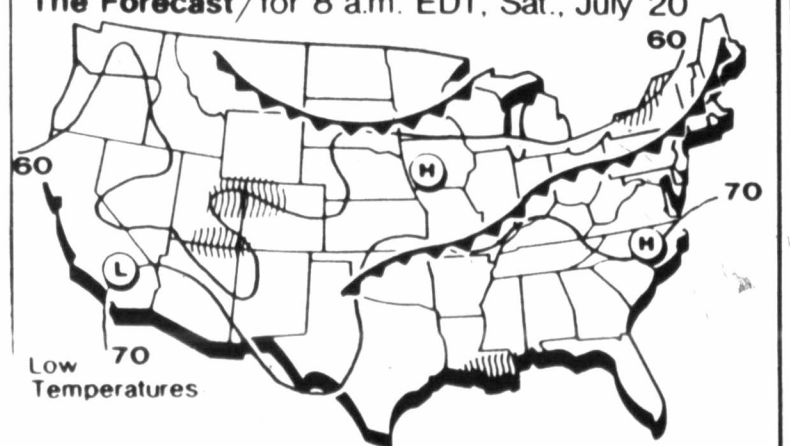 The Forecast/for 8 a.m. EDT, Sat., July 20
60
60
H
70
H
L
70
Low
Temperatures